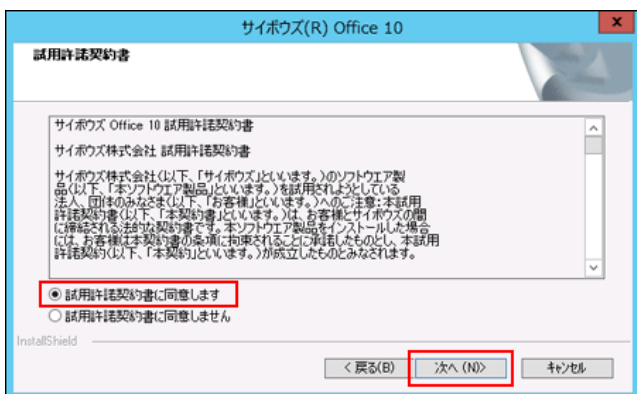 サイボウズ(R) Office 10
x
試用許諾契約書
サイボウズ Office 10 試用許諾契約書
サイボウズ株式会社 試用許諾契約書
サイボウズ株式会社(以下、「サイボウズ」といいます。)のソフトウエア製
品(以下、「本ソフトウエア製品」といいます。)を試用されようとしている
法人、団体のみなさま(以下、「お客様」といいます。)へのご注意:本試用
許諾契約書(以下、「本契約書」といいます。)は、お客様とサイボウズの間
に締結される法的な契約書です。本ソフトウエア製品をインストールした場合
には、お客様は本契約書の条項に拘束されることに承諾したものとし、本試用
許諾契約(以下、「本契約」といいます。)が成立したものとみなされます。
試用許諾契約書に同意します
試用許諾契約書に同意しません
InstallShield
< 戻る(B)
次へ (N)>
キャンセル